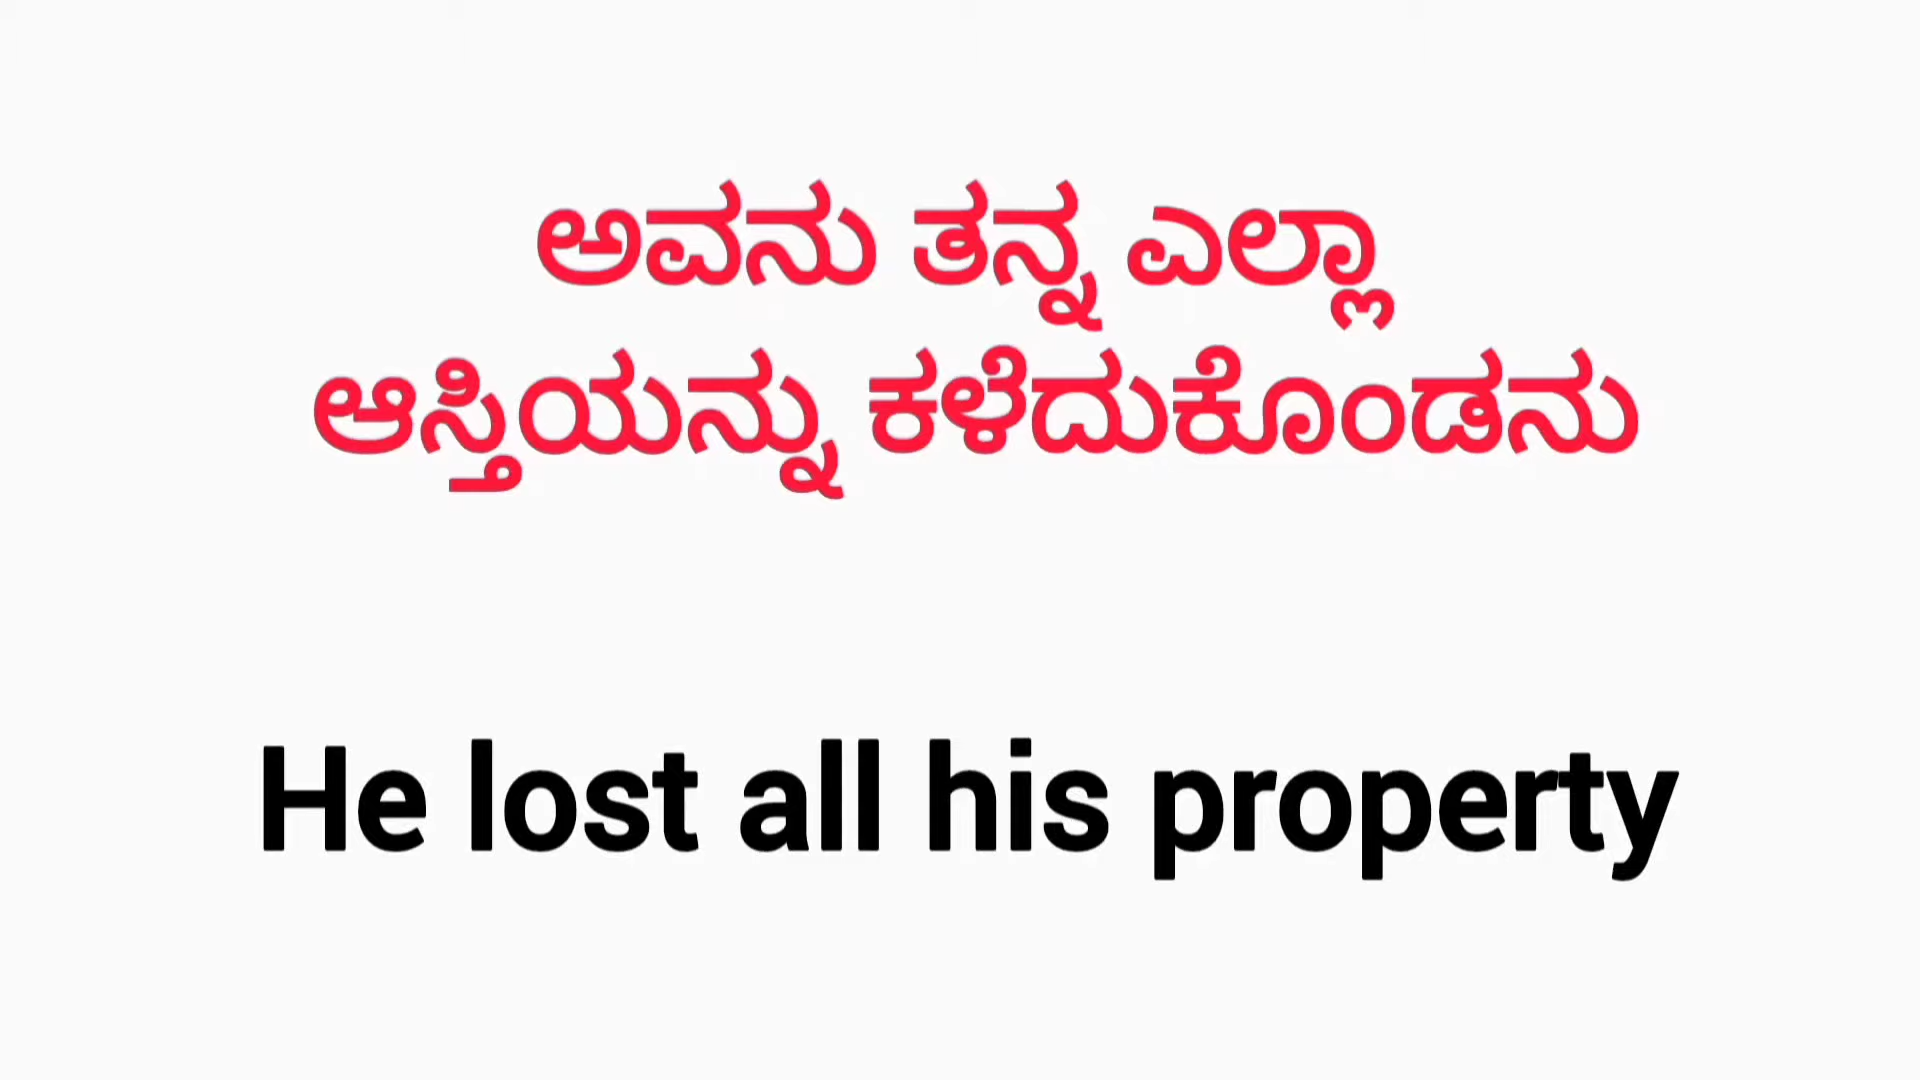 ಅವನು ತನ್ನ ಎಲ್ಲಾ
ಆಸ್ತಿಯನ್ನು ಕಳೆದುಕೊಂಡನು
He lost all his property